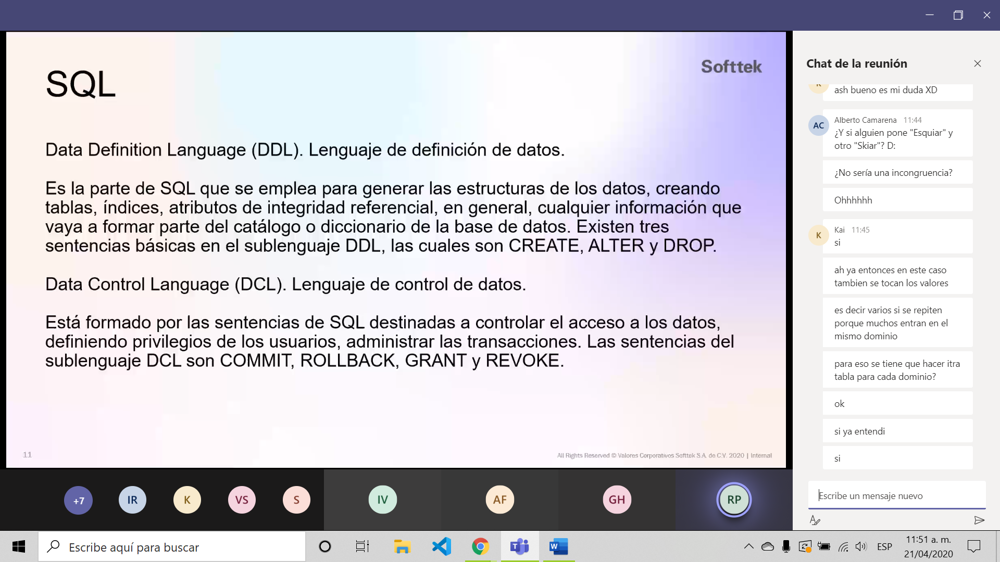 Softtek
SQL
Data Definition Language (DDL). Lenguaje de definición de datos.
Es la parte de SQL que se emplea para generar las estructuras de los datos, creando
tablas, índices, atributos de integridad referencial, en general, cualquier información que
vaya a formar parte del catálogo o diccionario de la base de datos. Existen tres
sentencias básicas en el sublenguaje DDL, las cuales son CREATE, ALTER y DROP.
Data Control Language (DCL). Lenguaje de control de datos.
Está formado por las sentencias de SQL destinadas a controlar el acceso a los datos,
definiendo privilegios de los usuarios, administrar las transacciones. Las sentencias del
sublenguaje DCL son COMMIT, ROLLBACK, GRANT y REVOKE.
11
All Rights Reserved © Valores Corporativos Softtek S.A. de C.V. 2020 | Internal
+7
IR
K
VS
S
IV
AF
GH
RP
Chat de la reunión
K
ash bueno es mi duda XD
AC
Alberto Camarena 11:44
¿Y si alguien pone "Esquiar" y
otro "Skiar"? D:
¿No sería una incongruencia?
Ohhhhhh
K
Kai 11:45
si
ah ya entonces en este caso
tambien se tocan los valores
es decir varios si se repiten
porque muchos entran en el
mismo dominio
para eso se tiene que hacer itra
tabla para cada dominio?
ok
si ya entendi
si
Escribe un mensaje nuevo
Escribe aquí para buscar
ESP
11:51 a. m.
21/04/2020